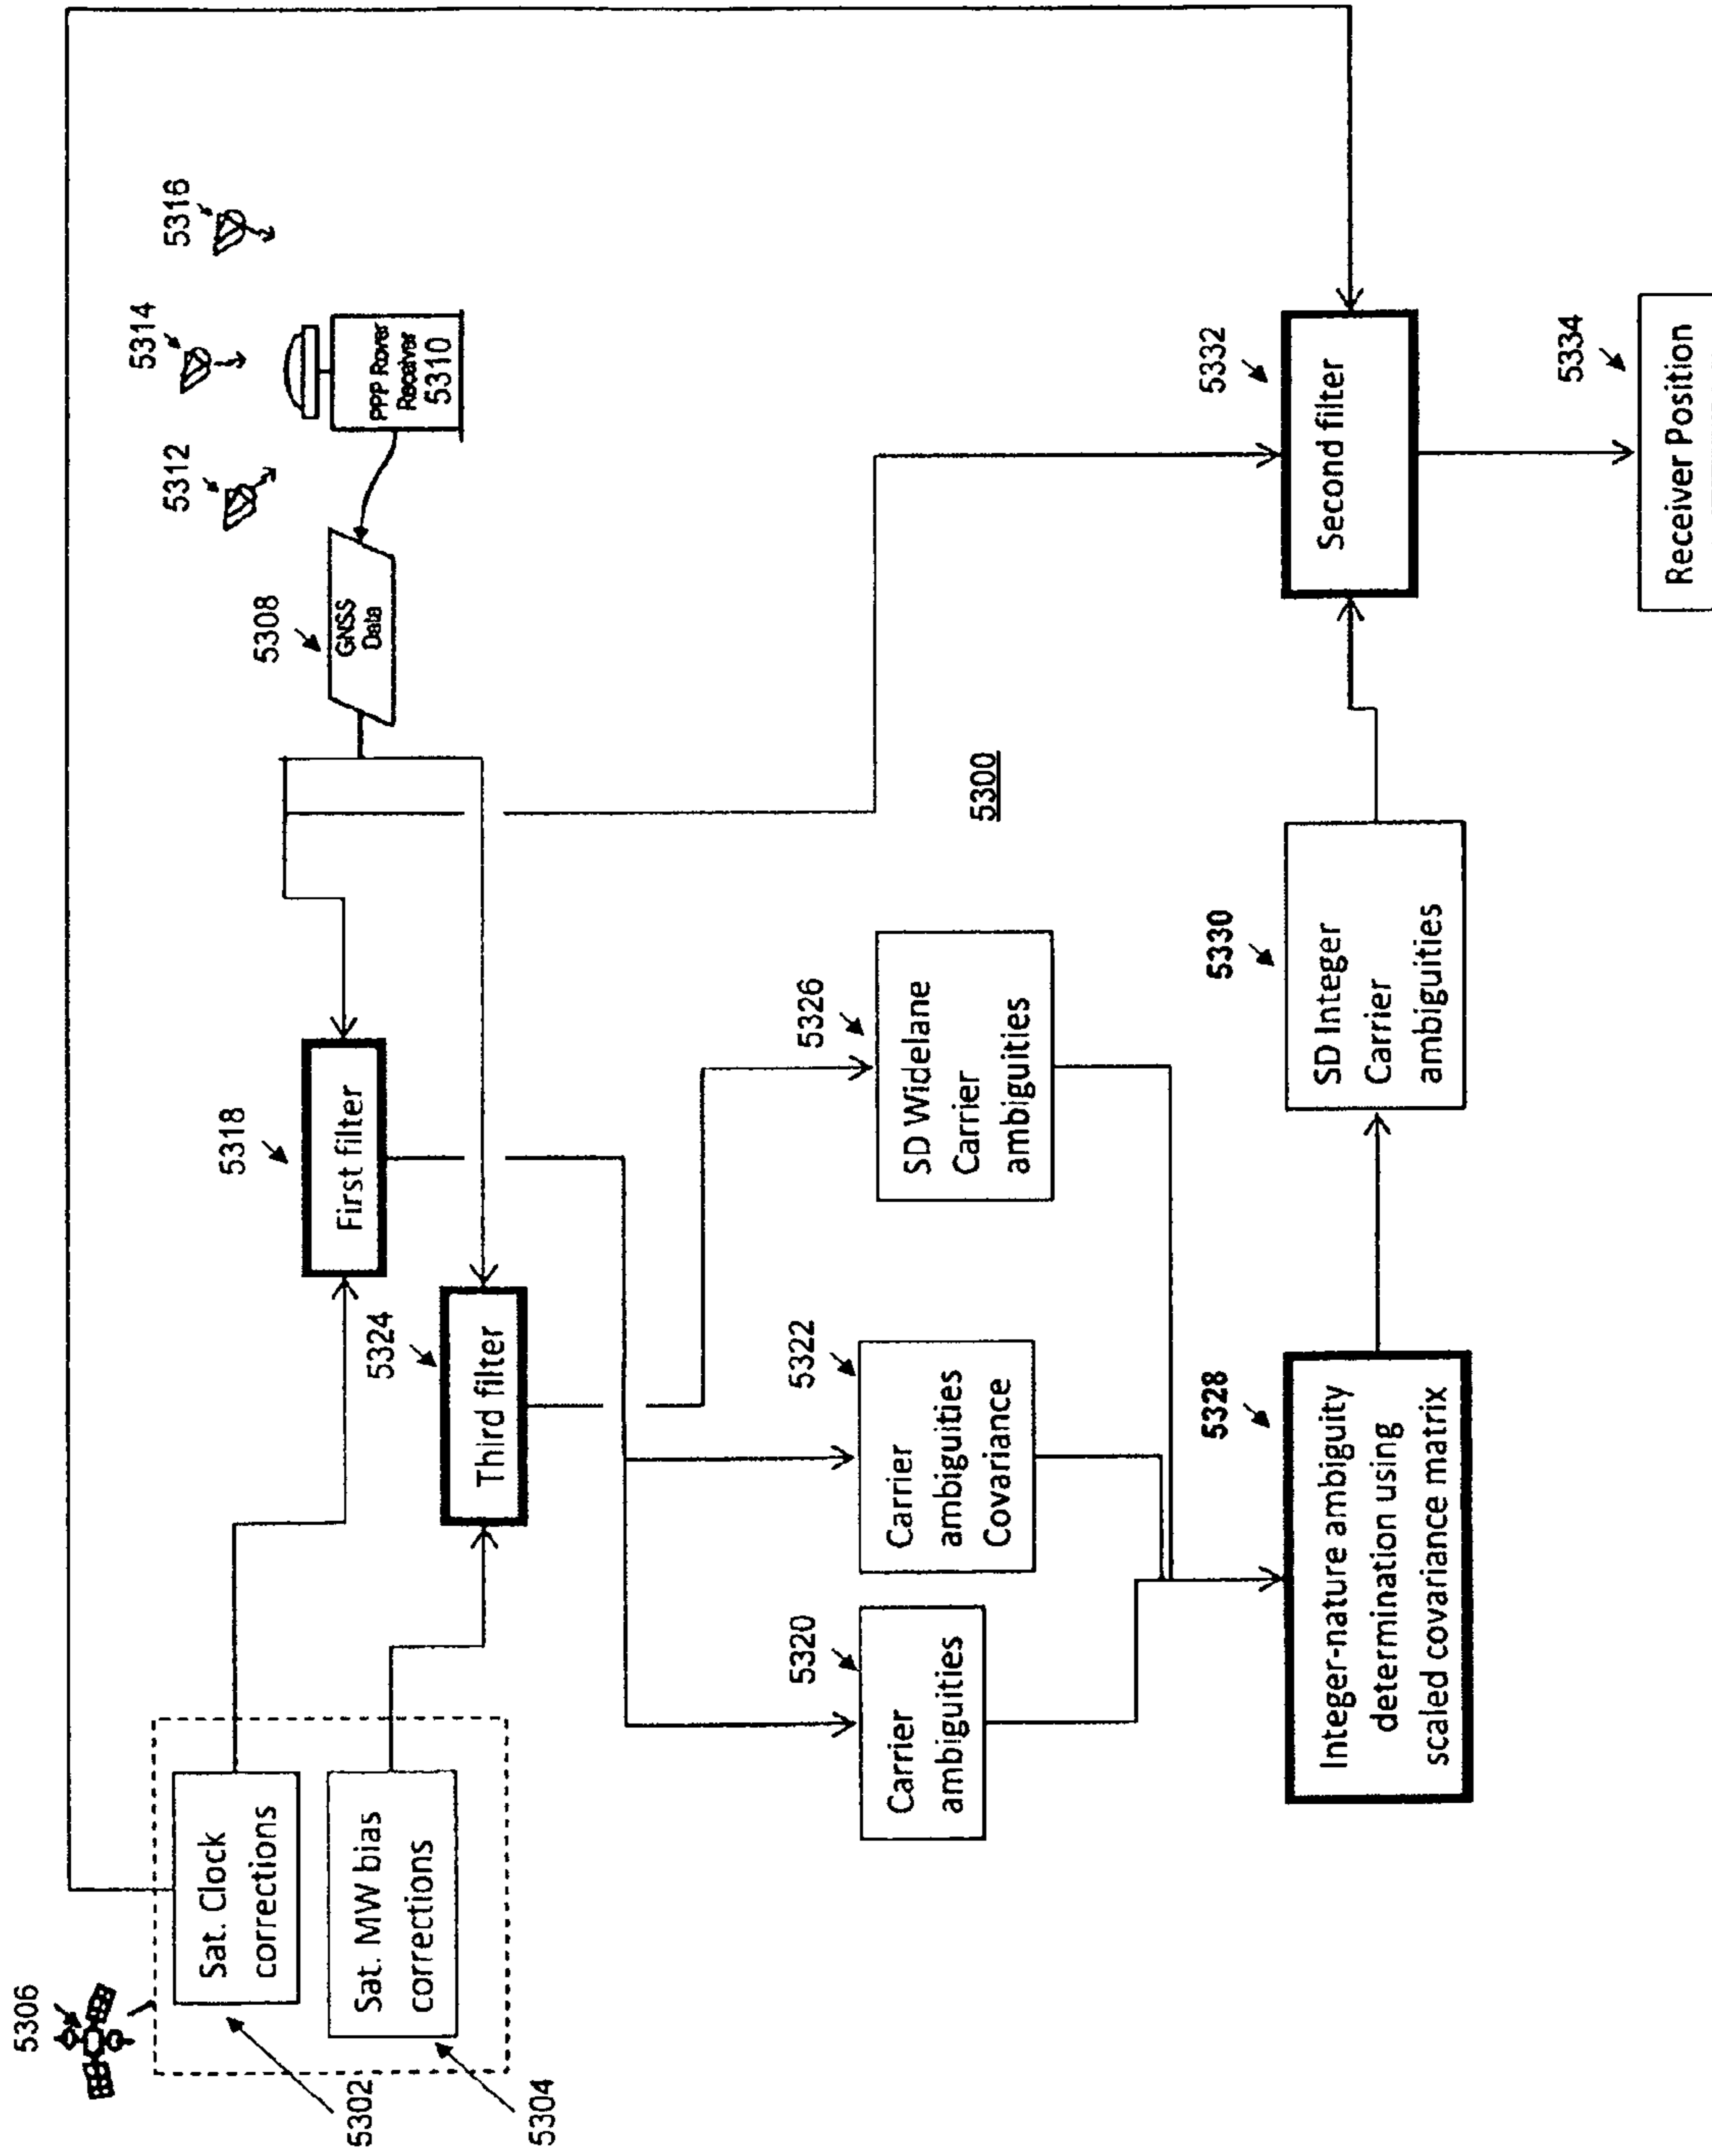 5306
5302
5304
Sat. Clock
corrections
Sat. MW bias
corrections
5312
5314
5316
PPP Rover
Receiver
5310
5308
GNSS
Data
5318
First filter
5324
Third filter
5300
5320
Carrier
ambiguities
5322
Carrier
ambiguities
Covariance
5326
SD Widelane
Carrier
ambiguities
5328
Integer-nature ambiguity
determination using
scaled covariance matrix
5330
SD Integer
Carrier
ambiguities
5332
Second filter
5334
Receiver Position